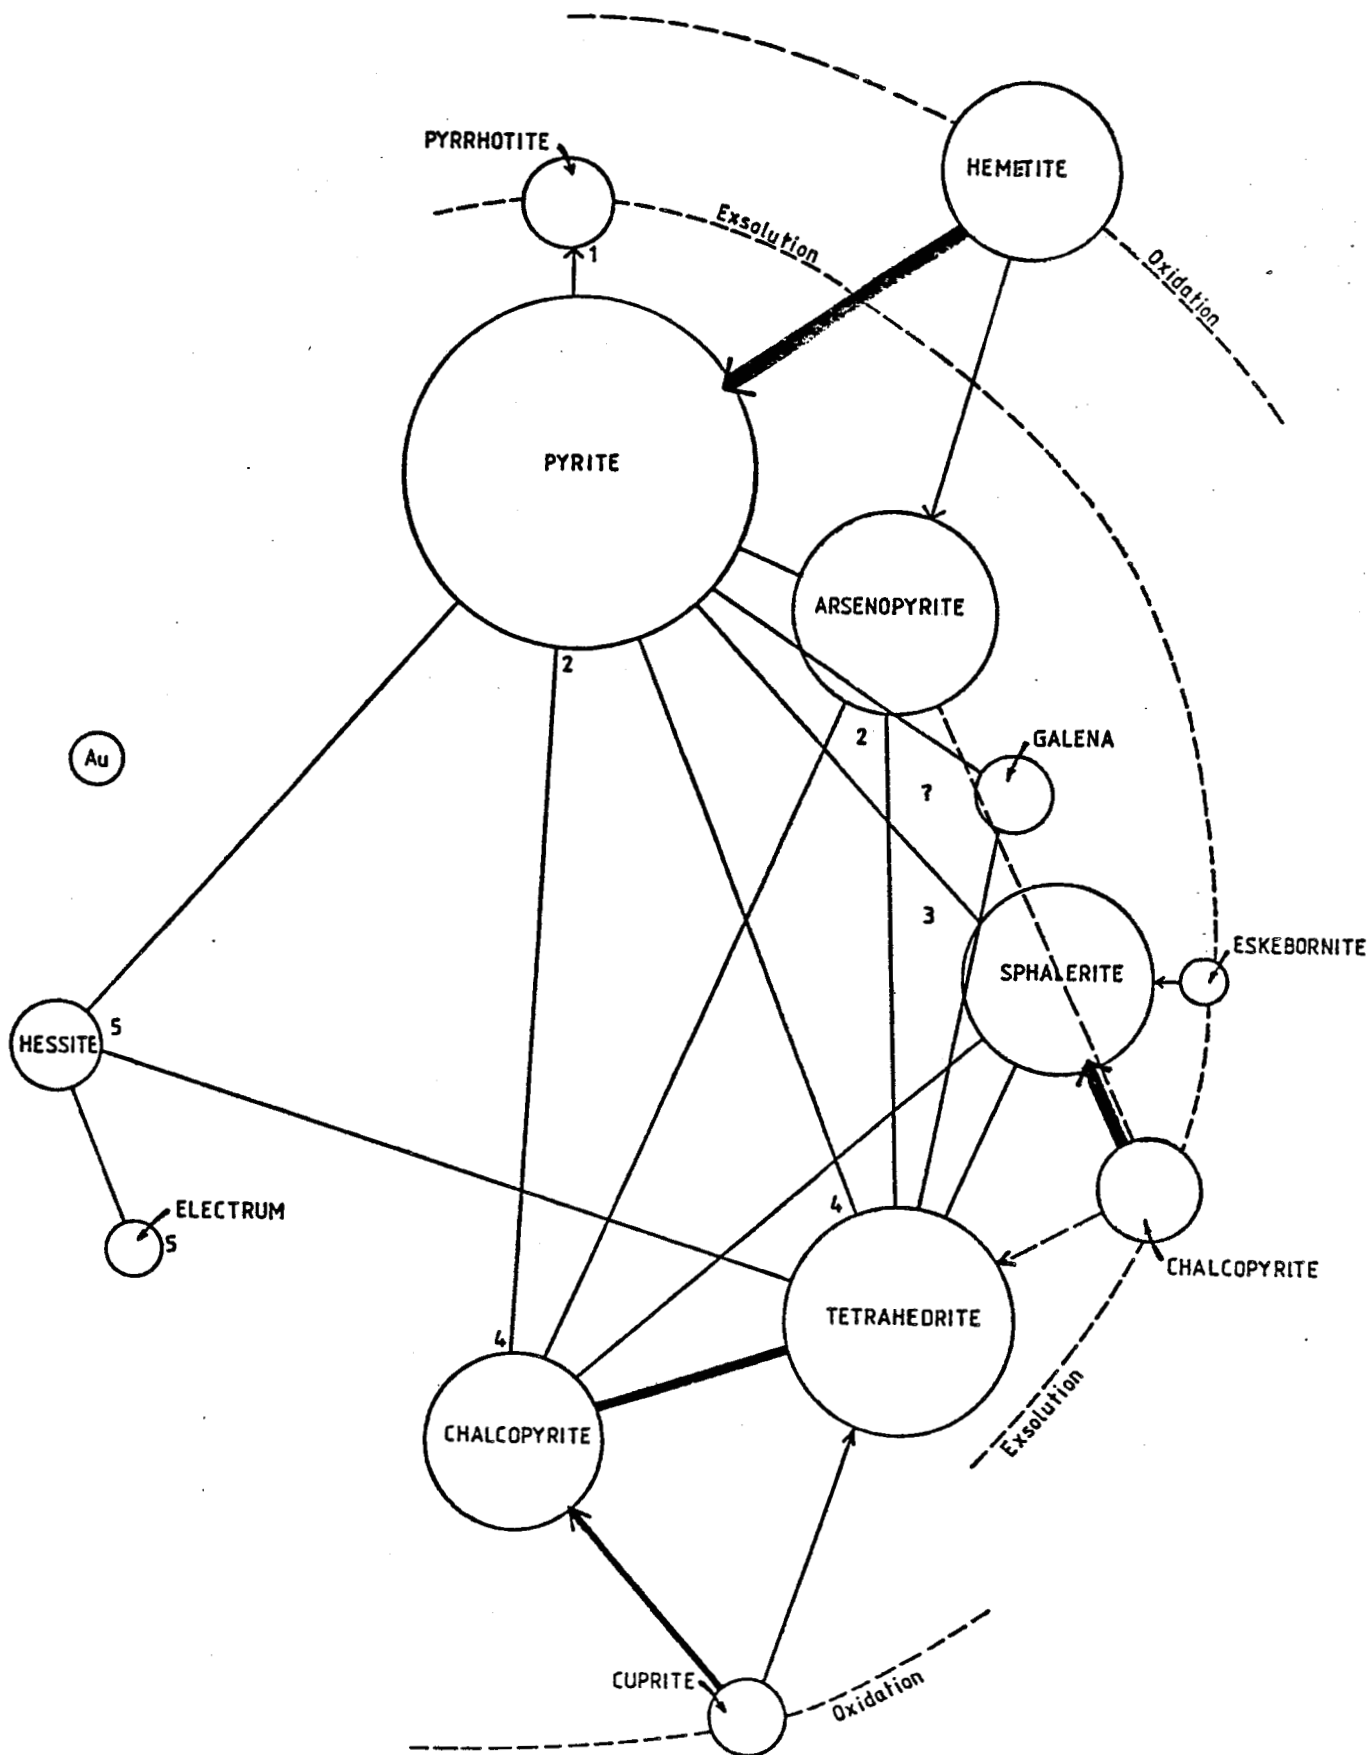 PYRRHOTITE
HEMETITE
Exsolution
1
Oxidation
PYRITE
ARSENOPYRITE
2
2
GALENA
Au
?
3
ESKEBORNITE
SPHALERITE
5
HESSITE
4
ELECTRUM
5
CHALCOPYRITE
TETRAHEDRITE
4
Exsolution
CHALCOPYRITE
CUPRITE
Oxidation